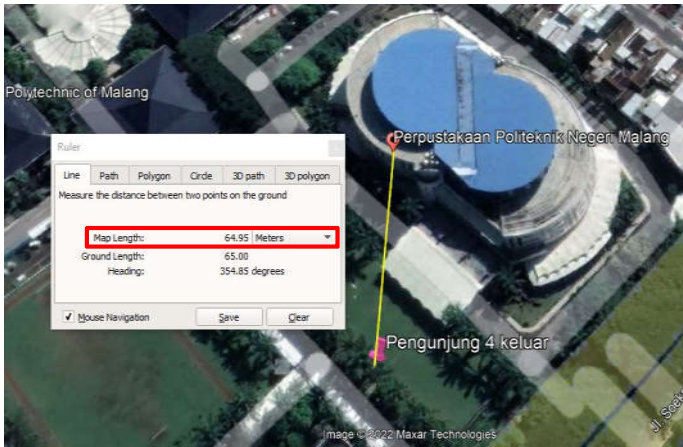 Polytechnic of Malang
Perpustakaan Politeknik Negeri Malang
Ruler
Line Path Polygon Circle 3D path 3D polygon
Measure the distance between two points on the ground
Map Length: 64.95 Meters
Ground Length: 65.00
Heading: 354.85 degrees
Mouse Navigation Save Clear
Pengunjung 4 keluar
Image © 2022 Maxar Technologies